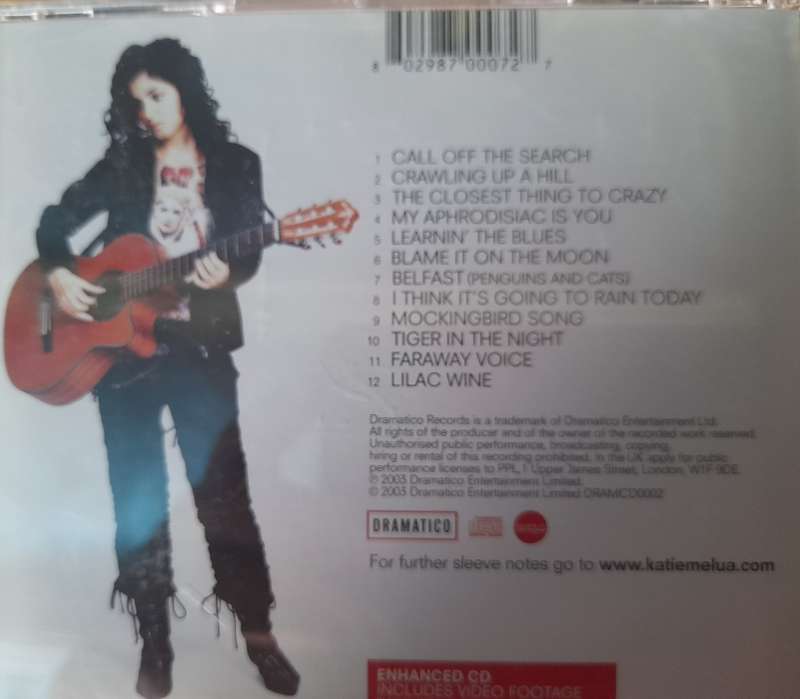 8 02987 00072 7
1 CALL OFF THE SEARCH
2 CRAWLING UP A HILL
3 THE CLOSEST THING TO CRAZY
4 MY APHRODISIAC IS YOU
5 LEARNIN' THE BLUES
6 BLAME IT ON THE MOON
7 BELFAST (PENGUINS AND CATS)
8 I THINK IT'S GOING TO RAIN TODAY
9 MOCKINGBIRD SONG
10 TIGER IN THE NIGHT
11 FARAWAY VOICE
12 LILAC WINE
Dramatico Records is a trademark of Dramatico Entertainment Ltd.
All rights of the producer and of the owner of the recorded work reserved.
Unauthorised public performance, broadcasting, copying,
hiring or rental of this recording prohibited. In the UK apply for public
performance licenses to PPL, 1 Upper James Street, London, W1F 9DE.
℗ 2003 Dramatico Entertainment Limited.
© 2003 Dramatico Entertainment Limited DRAMCD0002
DRAMATICO
For further sleeve notes go to www.katiemelua.com
ENHANCED CD
INCLUDES VIDEO FOOTAGE